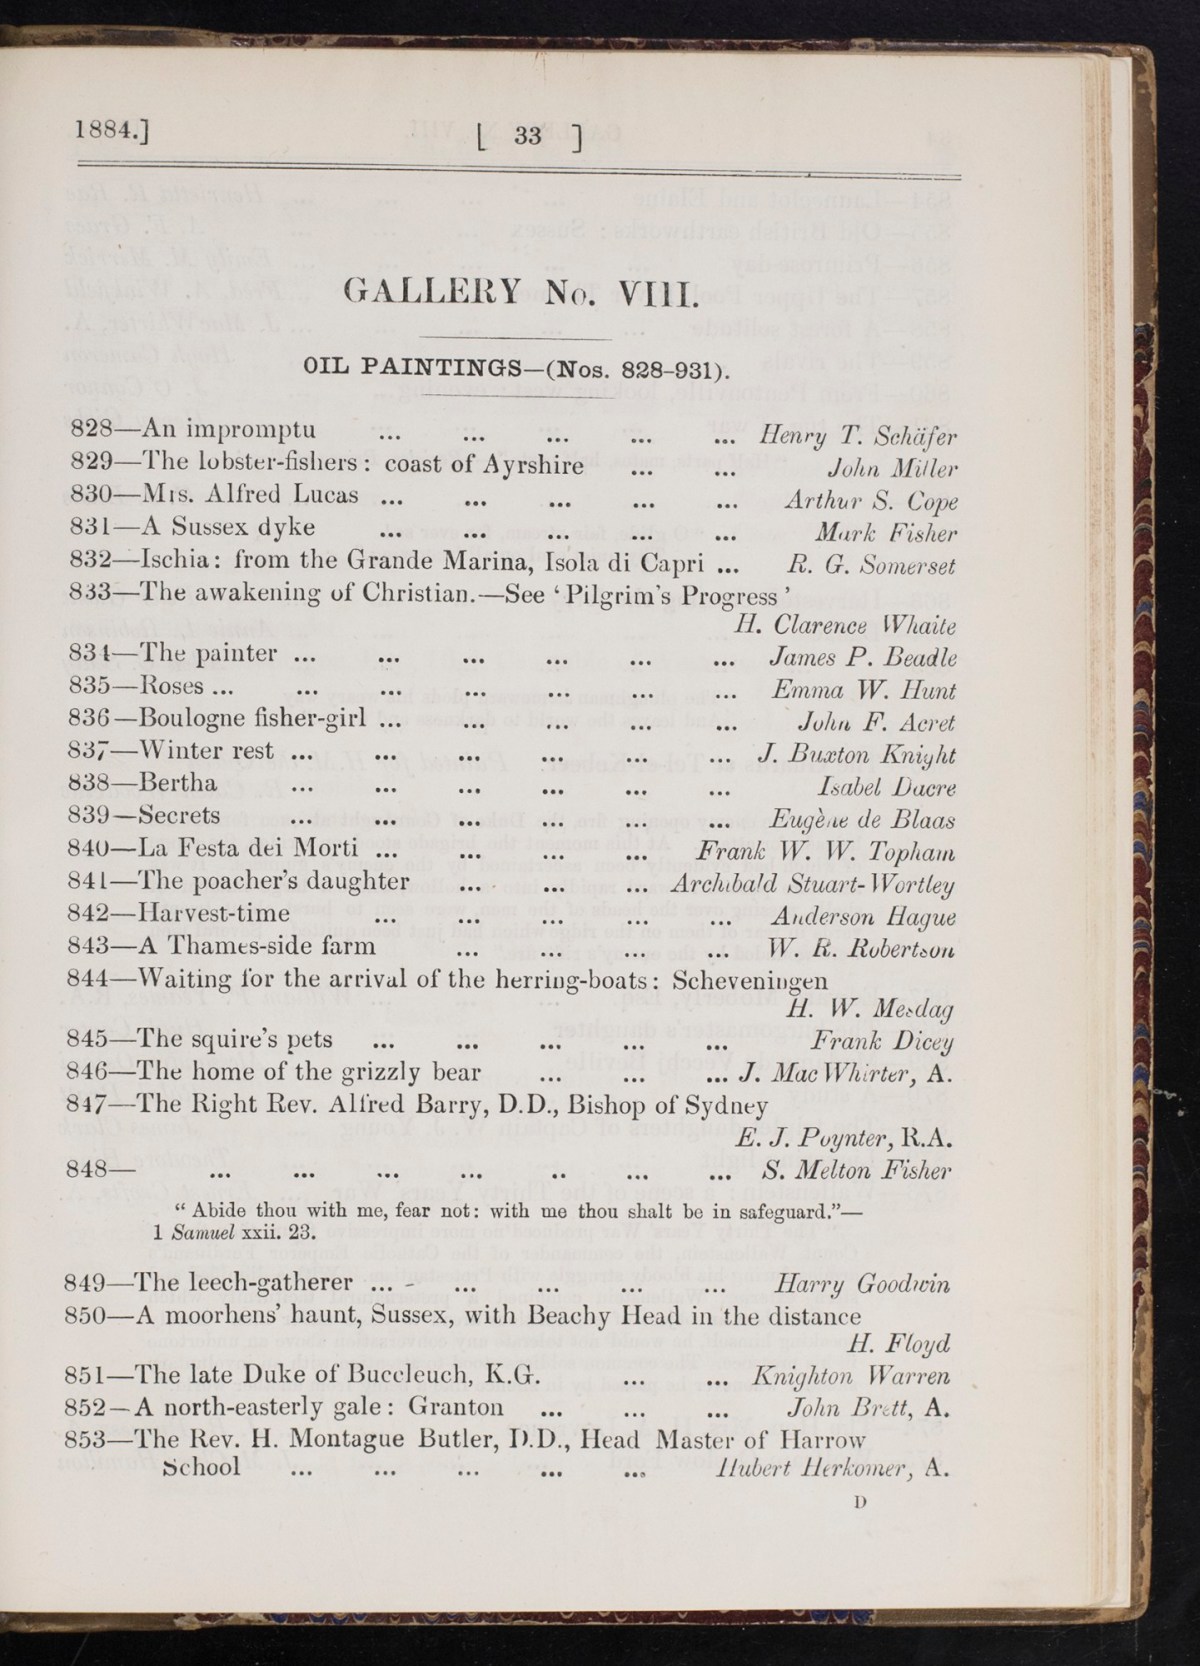 1884.] [ 33 ]
GALLERY No. VIII.
OIL PAINTINGS—(Nos. 828-931).
828—An impromptu ... ... ... ... ... Henry T. Schäfer
829—The lobster-fishers: coast of Ayrshire ... ... John Miller
830—Mrs. Alfred Lucas ... ... ... ... ... Arthur S. Cope
831—A Sussex dyke ... ... ... ... ... Mark Fisher
832—Ischia: from the Grande Marina, Isola di Capri ... R. G. Somerset
833—The awakening of Christian.—See ‘Pilgrim’s Progress’
H. Clarence Whaite
834—The painter ... ... ... ... ... ... James P. Beadle
835—Roses ... ... ... ... ... ... ... Emma W. Hunt
836—Boulogne fisher-girl ... ... ... ... ... John F. Acret
837—Winter rest ... ... ... ... ... ... J. Buxton Knight
838—Bertha ... ... ... ... ... ... Isabel Dacre
839—Secrets ... ... ... ... ... ... Eugène de Blaas
840—La Festa dei Morti ... ... ... ... Frank W. W. Topham
841—The poacher’s daughter ... ... ... Archibald Stuart-Wortley
842—Harvest-time ... ... ... ... ... Anderson Hague
843—A Thames-side farm ... ... ... ... W. R. Robertson
844—Waiting for the arrival of the herring-boats: Scheveningen
H. W. Mesdag
845—The squire’s pets ... ... ... ... ... Frank Dicey
846—The home of the grizzly bear ... ... ... J. MacWhirter, A.
847—The Right Rev. Alfred Barry, D.D., Bishop of Sydney
E. J. Poynter, R.A.
848— ... ... ... ... .. ... ... S. Melton Fisher
“Abide thou with me, fear not: with me thou shalt be in safeguard.”—
1 Samuel xxii. 23.
849—The leech-gatherer ... ... ... ... ... Harry Goodwin
850—A moorhens’ haunt, Sussex, with Beachy Head in the distance
H. Floyd
851—The late Duke of Buccleuch, K.G. ... ... Knighton Warren
852—A north-easterly gale: Granton ... ... ... John Brett, A.
853—The Rev. H. Montague Butler, D.D., Head Master of Harrow
School ... ... ... ... ... Hubert Herkomer, A.
D